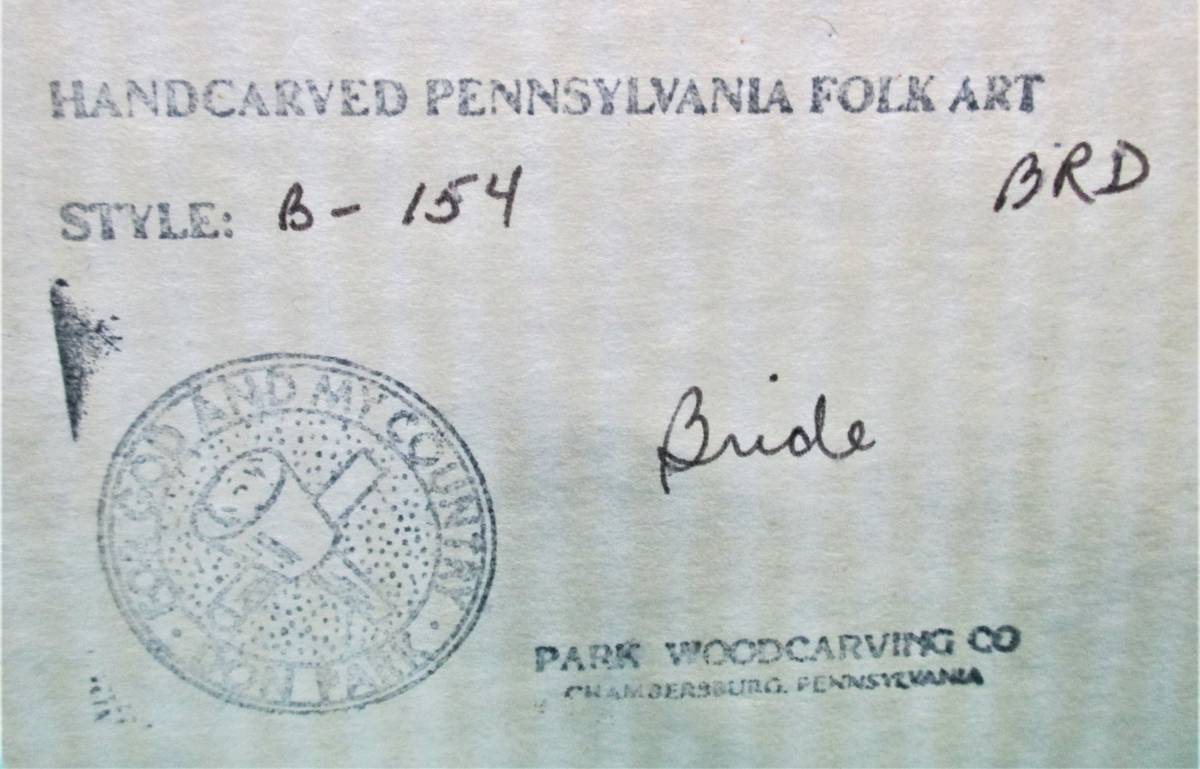 HANDCARVED PENNSYLVANIA FOLK ART
BRD
STYLE: B-154
FOR GOD AND MY COUNTRY
Bride
PARK WOODCARVING CO
CHAMBERSBURG, PENNSYLVANIA